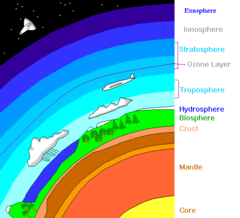 Exosphere
Ionosphere
Stratosphere
Ozone Layer
Troposphere
Hydrosphere
Biosphere
Crust
Mantle
Core